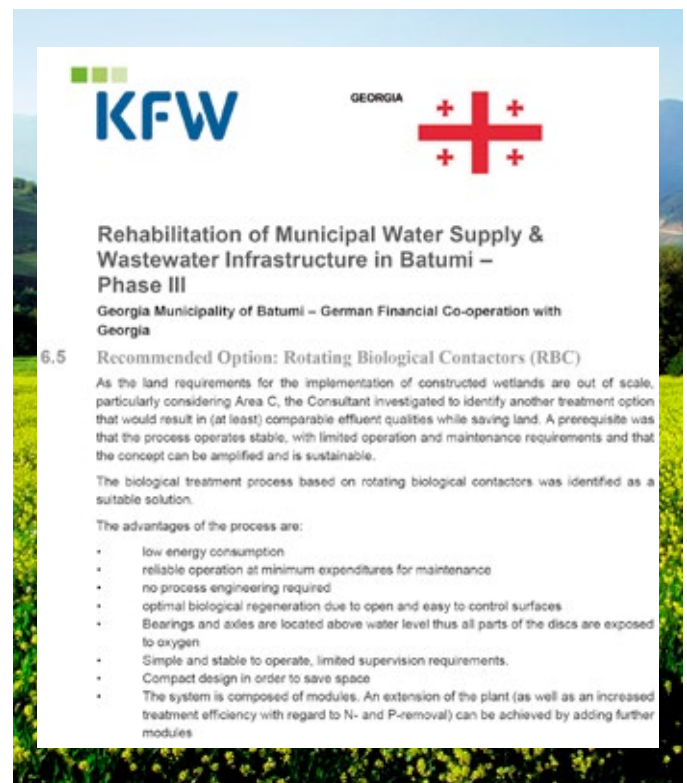 KFW
GEORGIA
Rehabilitation of Municipal Water Supply &
Wastewater Infrastructure in Batumi –
Phase III
Georgia Municipality of Batumi – German Financial Co-operation with
Georgia
6.5 Recommended Option: Rotating Biological Contactors (RBC)
As the land requirements for the implementation of constructed wetlands are out of scale,
particularly considering Area C, the Consultant investigated to identify another treatment option
that would result in (at least) comparable effluent qualities while saving land. A prerequisite was
that the process operates stable, with limited operation and maintenance requirements and that
the concept can be amplified and is sustainable.
The biological treatment process based on rotating biological contactors was identified as a
suitable solution.
The advantages of the process are:
• low energy consumption
• reliable operation at minimum expenditures for maintenance
• no process engineering required
• optimal biological regeneration due to open and easy to control surfaces
• Bearings and axles are located above water level thus all parts of the discs are exposed
to oxygen
• Simple and stable to operate, limited supervision requirements.
• Compact design in order to save space
• The system is composed of modules. An extension of the plant (as well as an increased
treatment efficiency with regard to N- and P-removal) can be achieved by adding further
modules